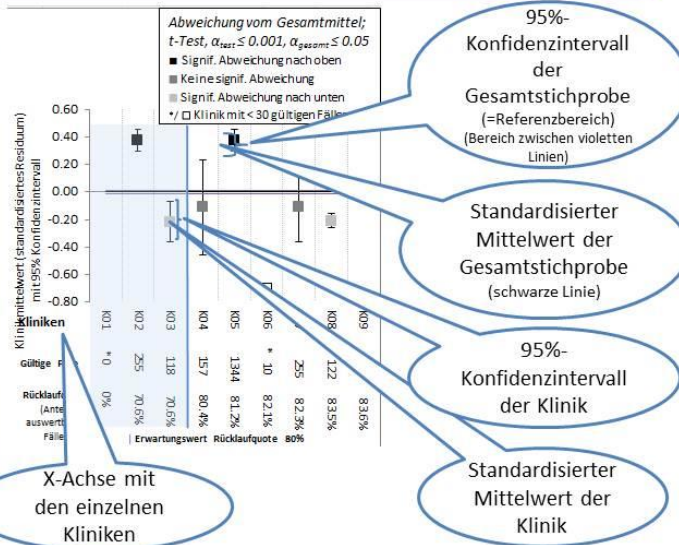 Abweichung vom Gesamtmittel;
t-Test, α_test ≤ 0.001, α_gesamt ≤ 0.05
■ Signif. Abweichung nach oben
■ Keine signif. Abweichung
■ Signif. Abweichung nach unten
*/ □ Klinik mit < 30 gültigen
95%-
Konfidenzintervall
der
Gesamtstichprobe
(=Referenzbereich)
(Bereich zwischen violetten
Linien)
Standardisierter
Mittelwert der
Gesamtstichprobe
(schwarze Linie)
95%-
Konfidenzintervall
der Klinik
Standardisierter
Mittelwert der
Klinik
X-Achse mit
den einzelnen
Kliniken
Klinikmittelwert (standardisiertes Residuum)
mit 95% Konfidenzintervall
0.60
0.40
0.20
0.00
-0.20
-0.40
-0.60
-0.80
Kliniken
K01 K02 K03 K04 K05 K06 K08 K09
Gültige
* 0 255 118 157 1344 * 10 255 122
0% 70.6% 70.6% 80.4% 81.2% 82.1% 82.3% 83.5% 83.6%
| Erwartungswert Rücklaufquote 80%